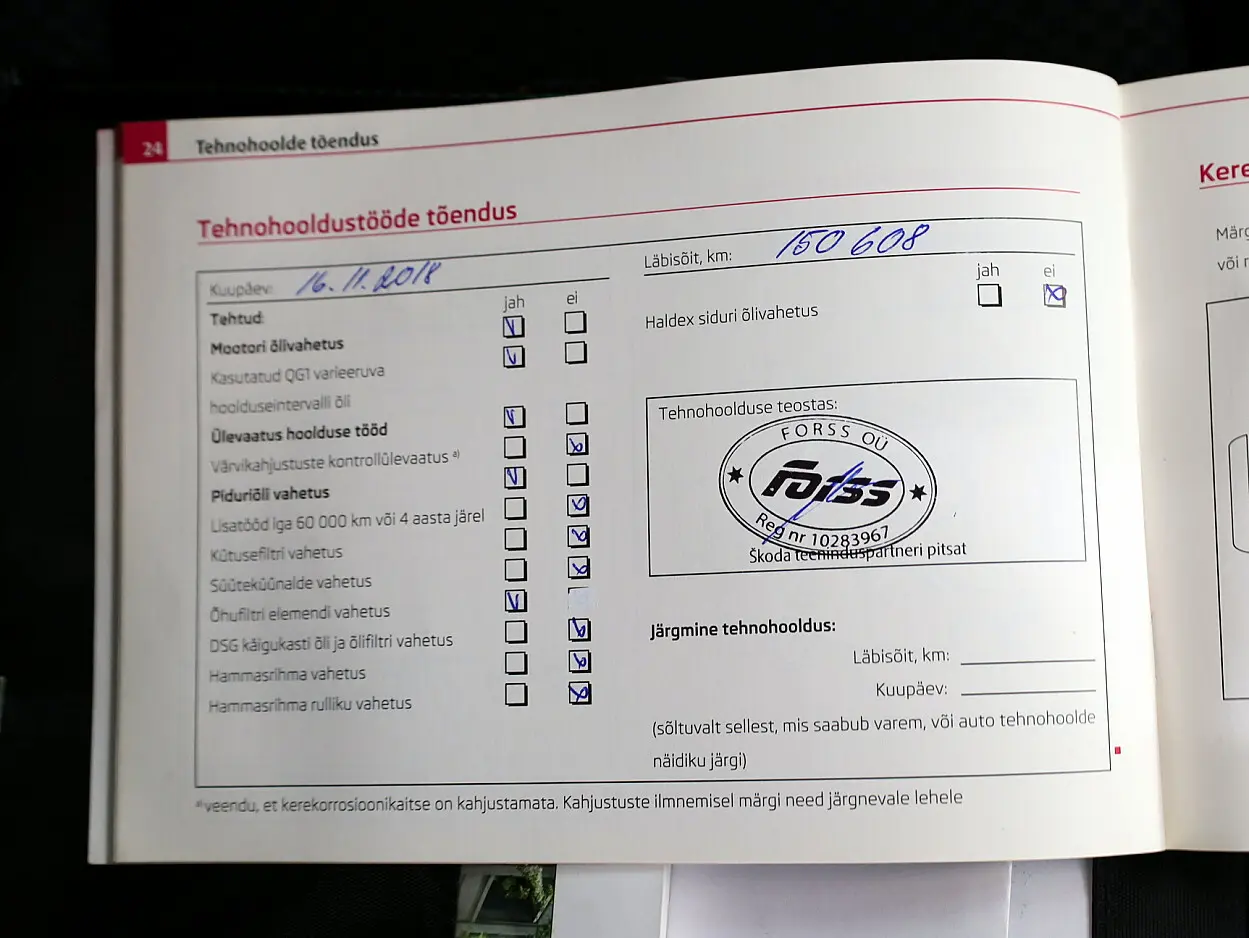 24 Tehnohoolde tõendus
Tehnohooldustööde tõendus
Kuupäev: 16.11.2018
jah ei
Tehtud:
Mootori õlivahetus
Kasutatud QG1 varieeruva
hoolduseintervalli õli
Ülevaatus hoolduse tööd
Värvikahjustuste kontrollülevaatus a)
Piduriõli vahetus
Lisatööd iga 60 000 km või 4 aasta järel
Kütusefiltri vahetus
Süüteküünalde vahetus
Õhufiltri elemendi vahetus
DSG käigukasti õli ja õlifiltri vahetus
Hammasrihma vahetus
Hammasrihma rulliku vahetus
Läbisõit, km: 150 608
jah ei
Haldex siduri õlivahetus
Tehnohoolduse teostas:
FORSS OÜ
Forss
Reg nr 10283967
Škoda teeninduspartneri pitsat
Järgmine tehnohooldus:
Läbisõit, km:
Kuupäev:
(sõltuvalt sellest, mis saabub varem, või auto tehnohoolde
näidiku järgi)
a) veendu, et kerekorrosioonikaitse on kahjustamata. Kahjustuste ilmnemisel märgi need järgnevale lehele
Kere
Märg
või r